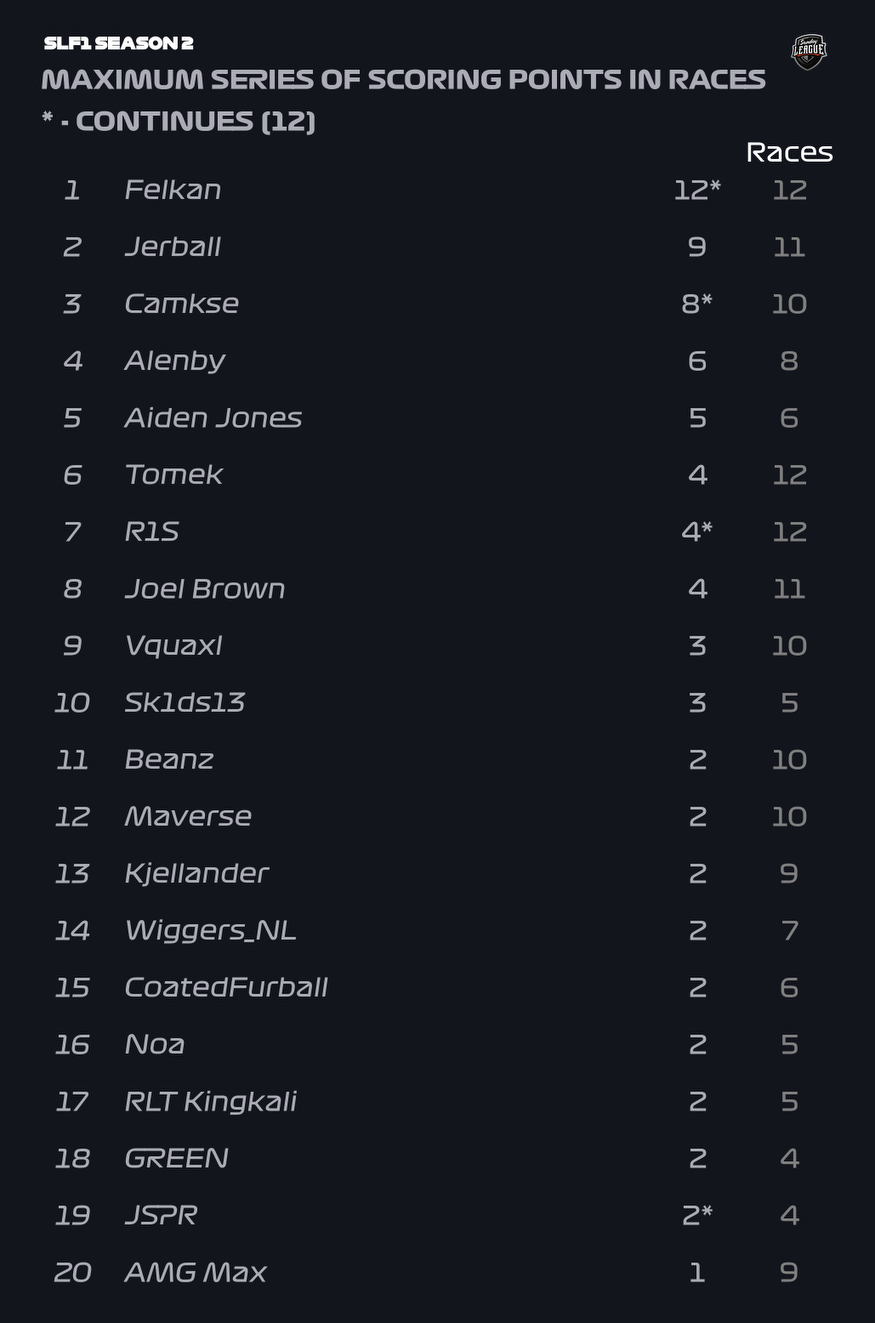 SLF1 SEASON 2
Sunday
LEAGUE
MAXIMUM SERIES OF SCORING POINTS IN RACES
* - CONTINUES (12)
Races
1 Felkan 12* 12
2 Jerball 9 11
3 Camkse 8* 10
4 Alenby 6 8
5 Aiden Jones 5 6
6 Tomek 4 12
7 R1S 4* 12
8 Joel Brown 4 11
9 Vquaxl 3 10
10 Sk1ds13 3 5
11 Beanz 2 10
12 Maverse 2 10
13 Kjellander 2 9
14 Wiggers_NL 2 7
15 CoatedFurball 2 6
16 Noa 2 5
17 RLT Kingkali 2 5
18 GREEN 2 4
19 JSPR 2* 4
20 AMG Max 1 9